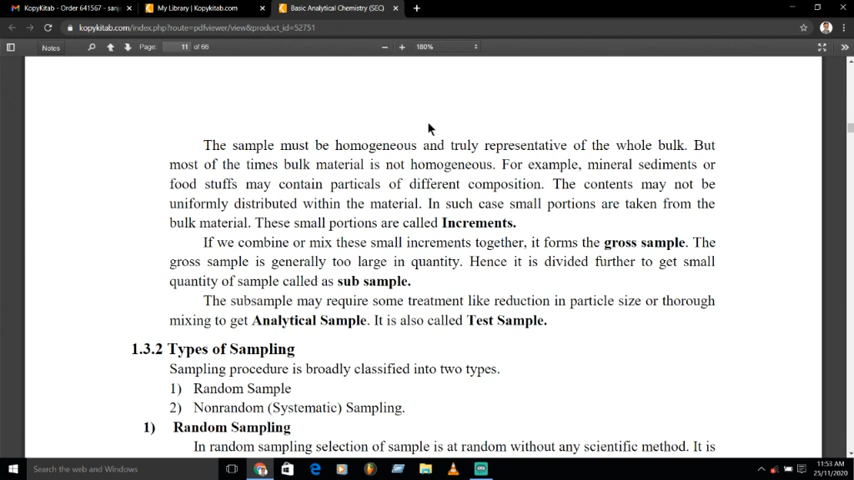 KopyKitab - Order 641567 - sanj
My Library | Kopykitab.com
Basic Analytical Chemistry (SEC)
kopykitab.com/index.php?route=pdfviewer/view&product_id=52751
Notes
Page: 11 of 66
180%
The sample must be homogeneous and truly representative of the whole bulk. But
most of the times bulk material is not homogeneous. For example, mineral sediments or
food stuffs may contain particals of different composition. The contents may not be
uniformly distributed within the material. In such case small portions are taken from the
bulk material. These small portions are called Increments.
If we combine or mix these small increments together, it forms the gross sample. The
gross sample is generally too large in quantity. Hence it is divided further to get small
quantity of sample called as sub sample.
The subsample may require some treatment like reduction in particle size or thorough
mixing to get Analytical Sample. It is also called Test Sample.
1.3.2 Types of Sampling
Sampling procedure is broadly classified into two types.
1) Random Sample
2) Nonrandom (Systematic) Sampling.
1) Random Sampling
In random sampling selection of sample is at random without any scientific method. It is
Search the web and Windows
11:53 AM
25/11/2020